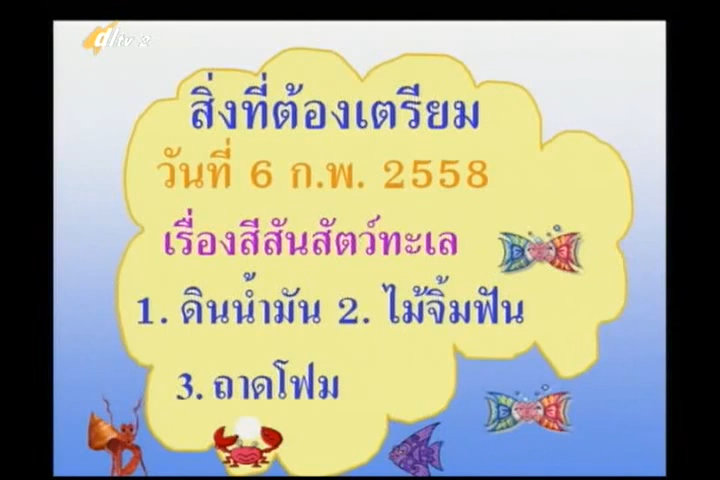 dltv 2
สิ่งที่ต้องเตรียม
วันที่ 6 ก.พ. 2558
เรื่องสีสันสัตว์ทะเล
1. ดินน้ำมัน 2. ไม้จิ้มฟัน
3. ถาดโฟม